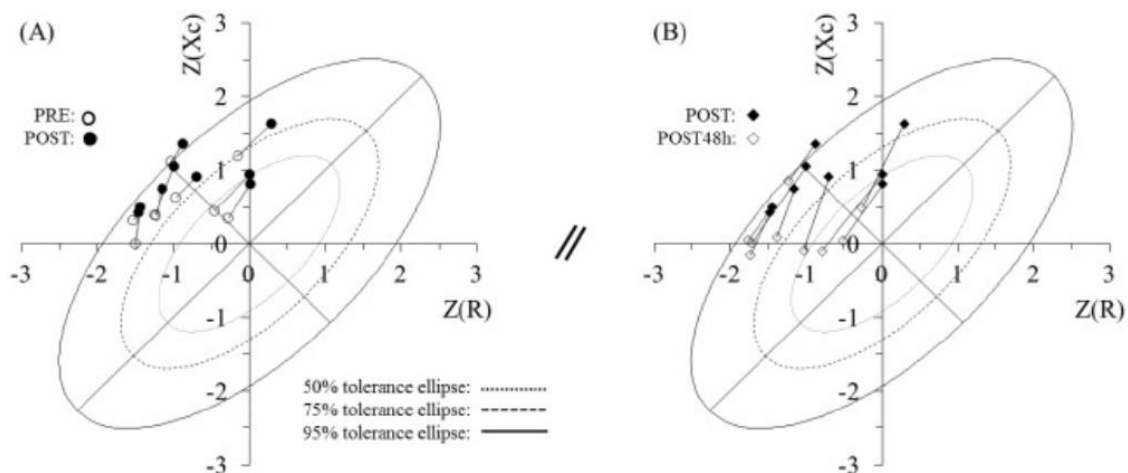 (A)
Z(Xc)
PRE:
POST:
3
2
1
0
-1
-2
-3
-3
-2
-1
0
1
2
3
Z(R)
50% tolerance ellipse:
75% tolerance ellipse:
95% tolerance ellipse:
//
(B)
Z(Xc)
POST:
POST48h:
3
2
1
0
-1
-2
-3
-3
-2
-1
0
1
2
3
Z(R)